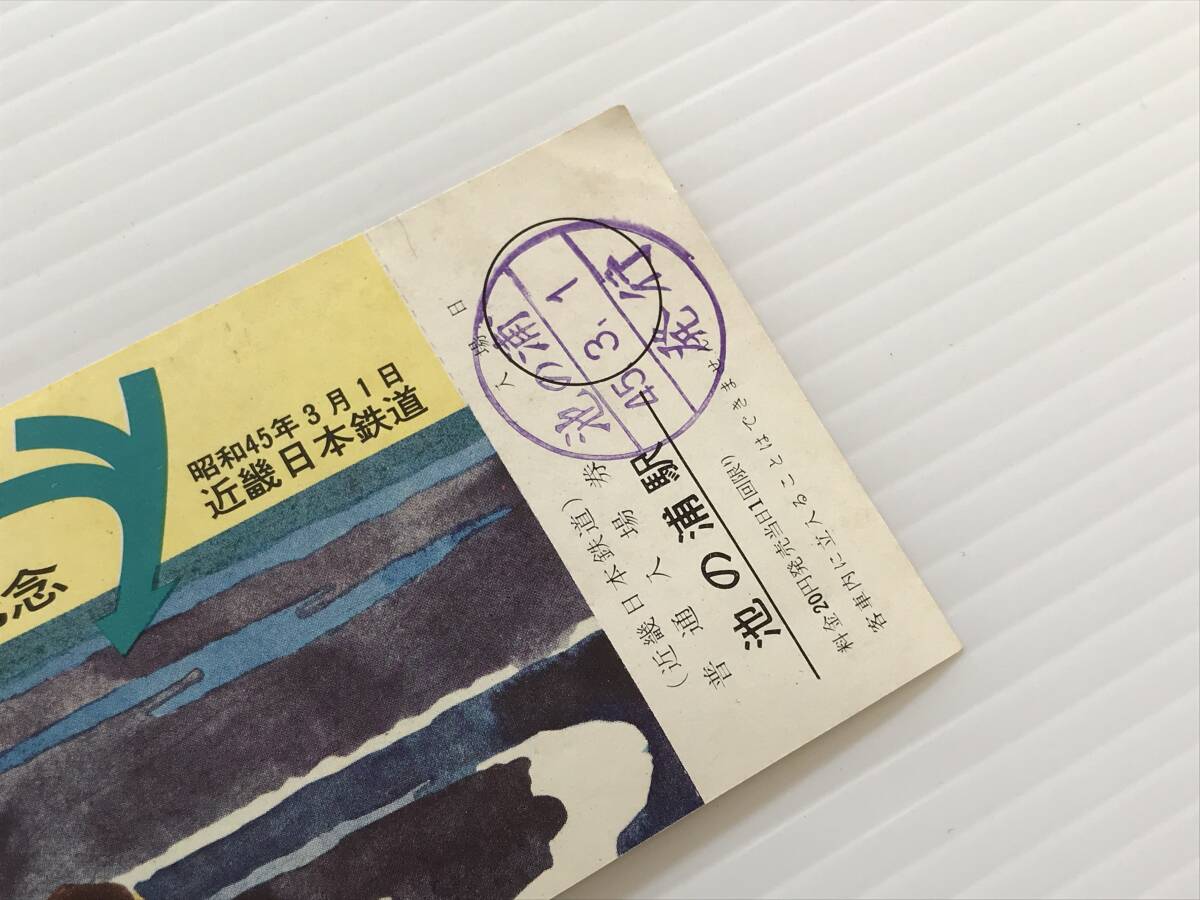 昭和45年3月1日
近畿日本鉄道
念
(近畿日本鉄道)
普通入場券
池の浦駅
料金20円発売当日1回限り
客車内に立入ることはできません
入場日
池の浦
45 3.1
発行